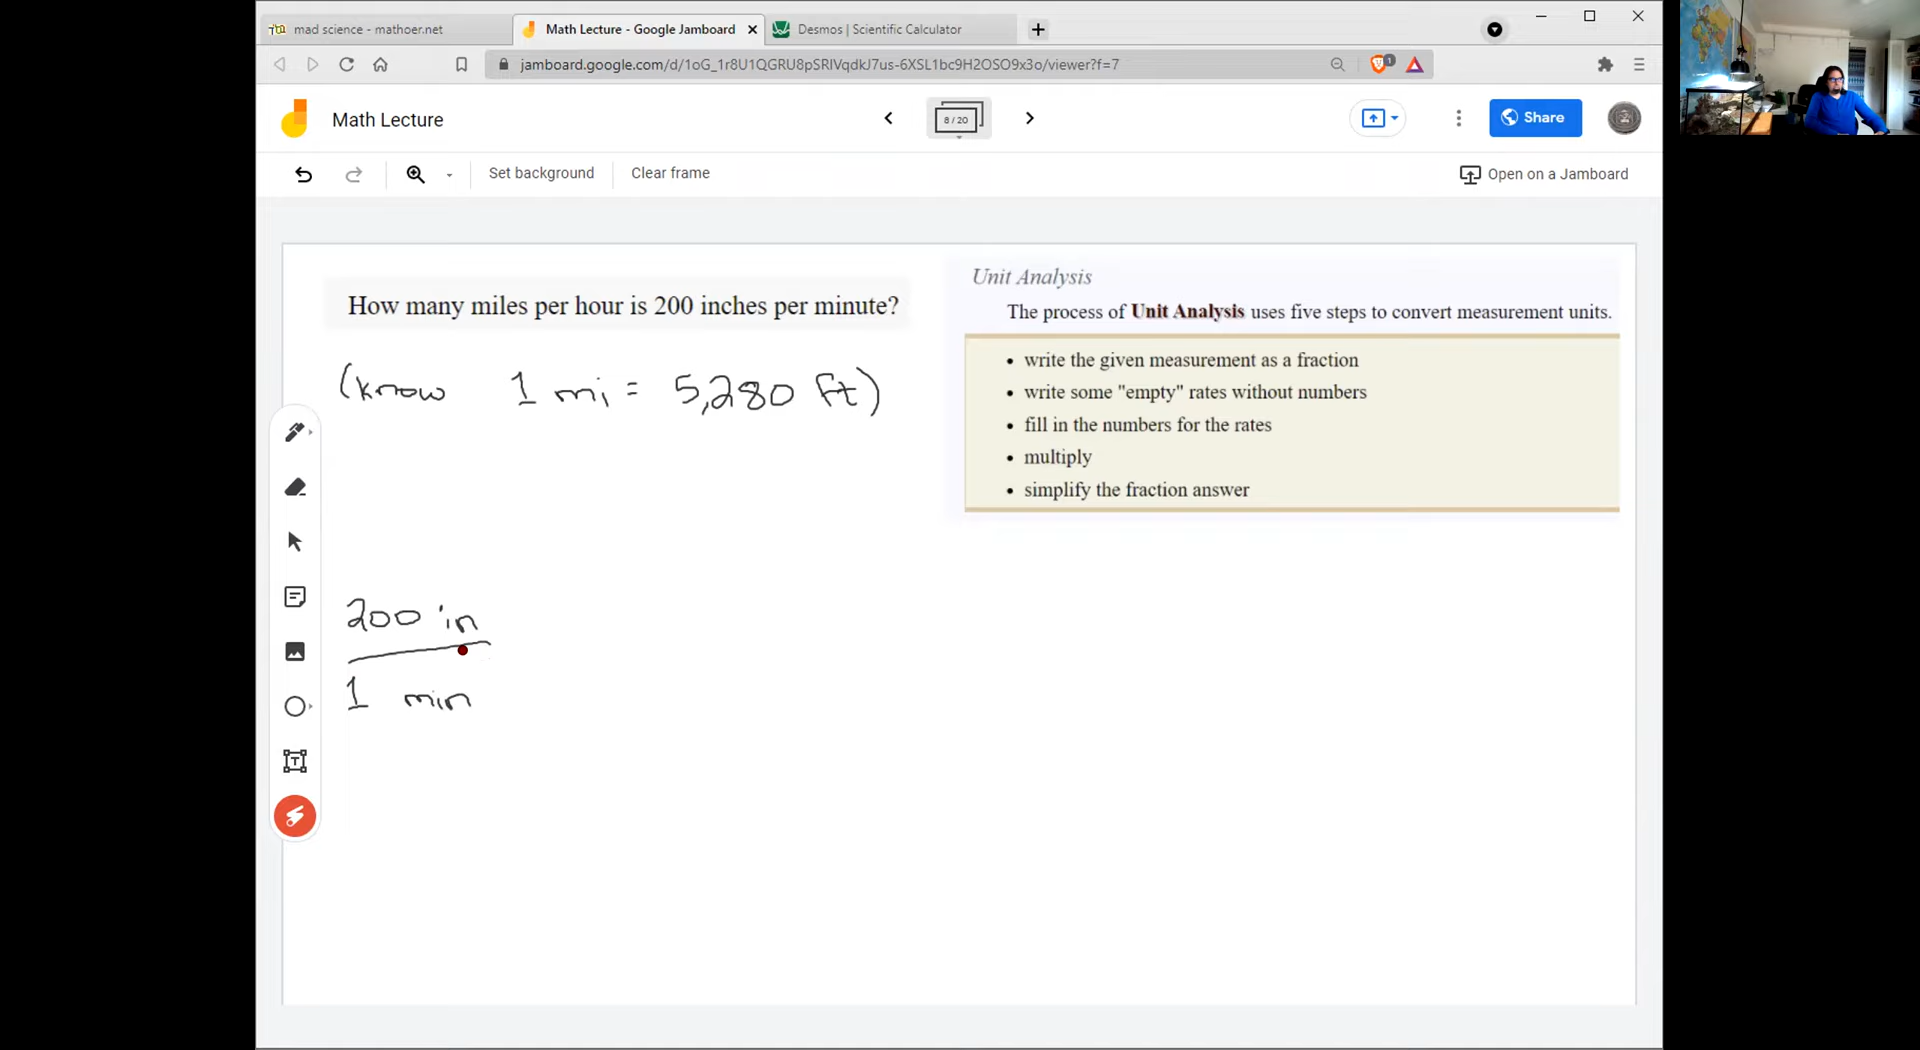 mad science - mathoer.net
Math Lecture - Google Jamboard
Desmos | Scientific Calculator
jamboard.google.com/d/1oG_1r8U1QGRU8pSRIVqdkJ7us-6XSL1bc9H2OSO9x3o/viewer?f=7
1
Math Lecture
8 / 20
Share
Set background
Clear frame
Open on a Jamboard
How many miles per hour is 200 inches per minute?
(know 1 mi = 5,280 ft)
Unit Analysis
The process of Unit Analysis uses five steps to convert measurement units.
• write the given measurement as a fraction
• write some "empty" rates without numbers
• fill in the numbers for the rates
• multiply
• simplify the fraction answer
200 in
1 min